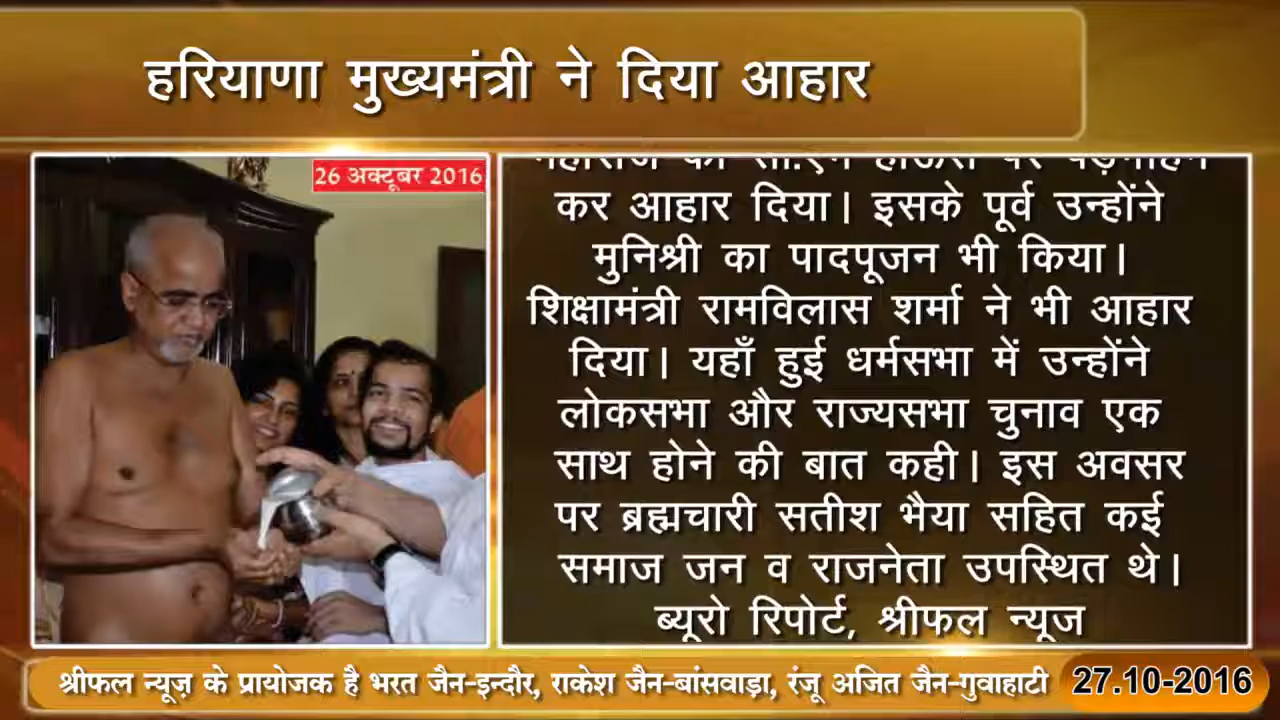 हरियाणा मुख्यमंत्री ने दिया आहार
26 अक्टूबर 2016
कर आहार दिया। इसके पूर्व उन्होंने
मुनिश्री का पादपूजन भी किया।
शिक्षामंत्री रामविलास शर्मा ने भी आहार
दिया। यहाँ हुई धर्मसभा में उन्होंने
लोकसभा और राज्यसभा चुनाव एक
साथ होने की बात कही। इस अवसर
पर ब्रह्मचारी सतीश भैया सहित कई
समाज जन व राजनेता उपस्थित थे।
ब्यूरो रिपोर्ट, श्रीफल न्यूज
श्रीफल न्यूज़ के प्रायोजक है भरत जैन-इन्दौर, राकेश जैन-बांसवाड़ा, रंजू अजित जैन-गुवाहाटी
27.10-2016